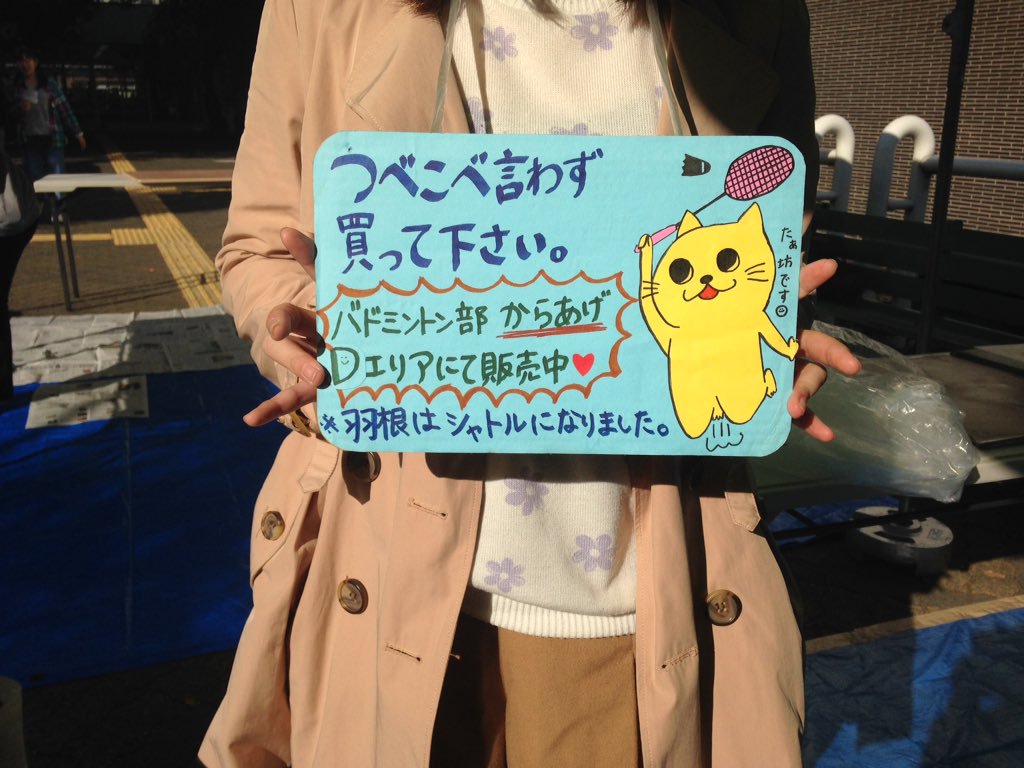 つべこべ言わず
買って下さい。
バドミントン部 からあげ
Dエリアにて販売中♥
※羽根はシャトルになりました。
たぁ坊です☺